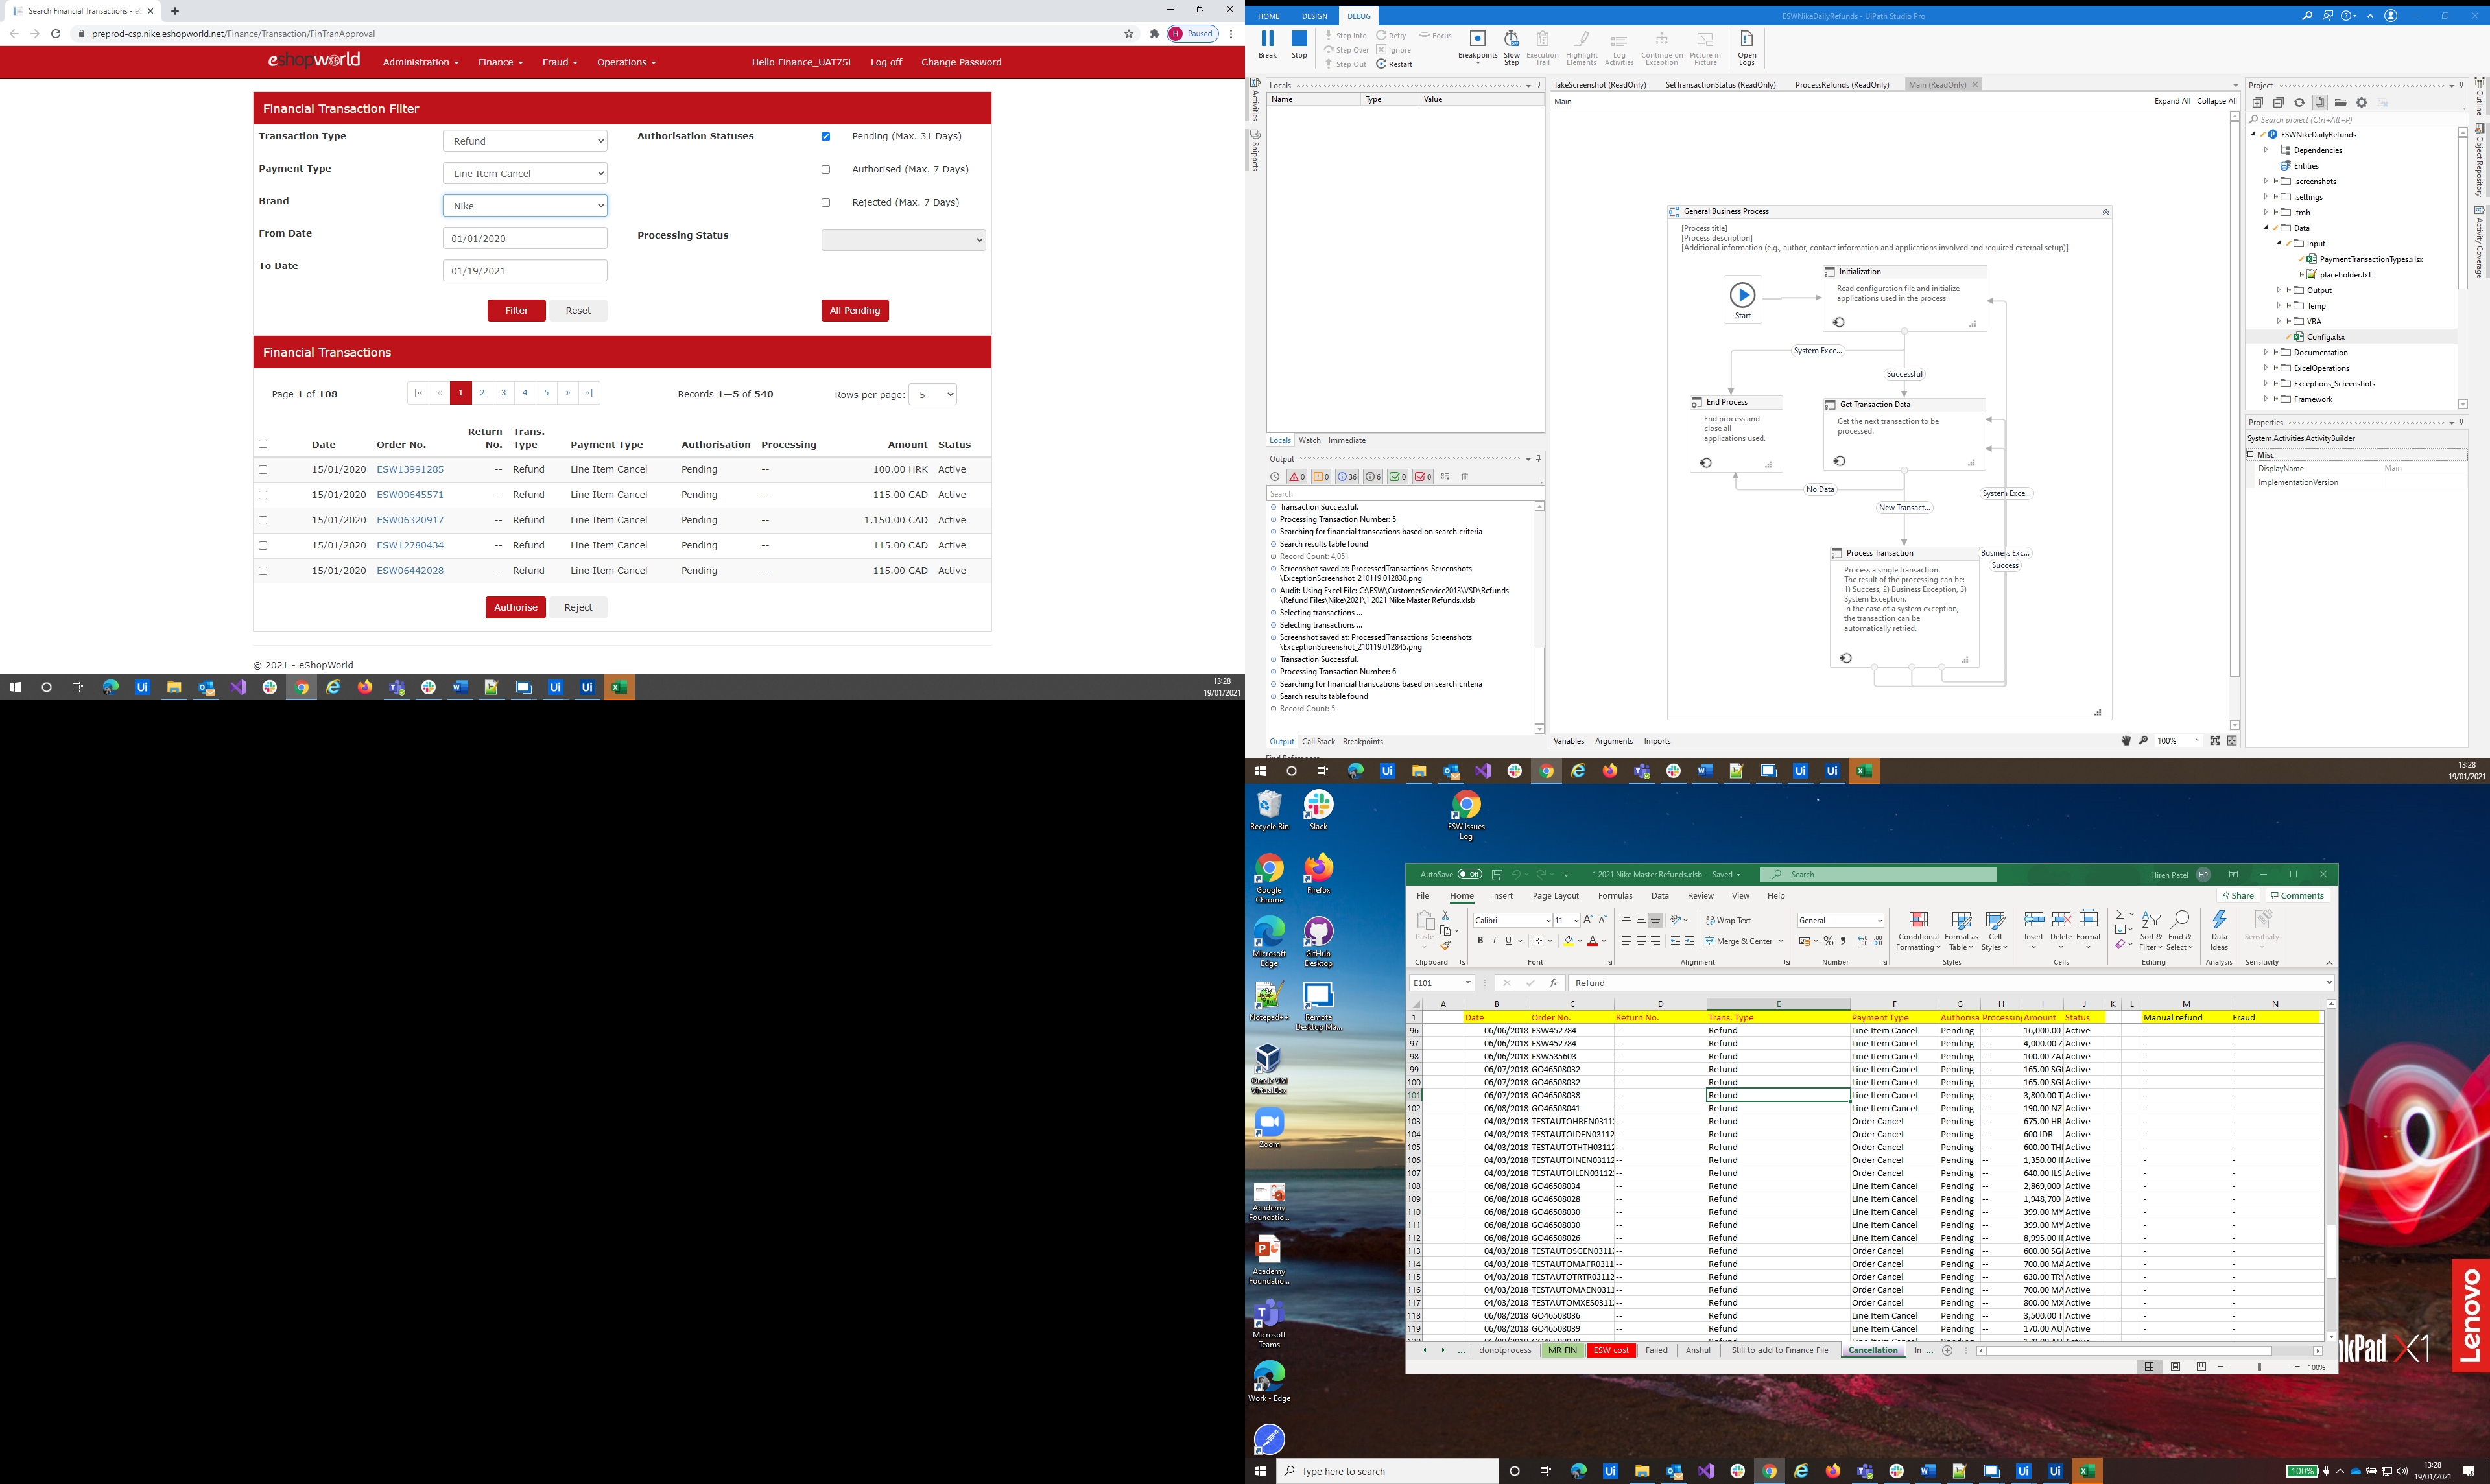 Search Financial Transactions - e
preprod-csp.nike.eshopworld.net/Finance/Transaction/FinTranApproval
Paused
eshopworld
Administration Finance Fraud Operations Hello Finance_UAT75! Log off Change Password
Financial Transaction Filter
Transaction Type Refund Authorisation Statuses Pending (Max. 31 Days)
Payment Type Line Item Cancel Authorised (Max. 7 Days)
Brand Nike Rejected (Max. 7 Days)
From Date 01/01/2020 Processing Status
To Date 01/19/2021
Filter Reset All Pending
Financial Transactions
Page 1 of 108 |« « 1 2 3 4 5 » »| Records 1—5 of 540 Rows per page: 5
Date Order No. Return No. Trans. Type Payment Type Authorisation Processing Amount Status
15/01/2020 ESW13991285 -- Refund Line Item Cancel Pending -- 100.00 HRK Active
15/01/2020 ESW09645571 -- Refund Line Item Cancel Pending -- 115.00 CAD Active
15/01/2020 ESW06320917 -- Refund Line Item Cancel Pending -- 1,150.00 CAD Active
15/01/2020 ESW12780434 -- Refund Line Item Cancel Pending -- 115.00 CAD Active
15/01/2020 ESW06442028 -- Refund Line Item Cancel Pending -- 115.00 CAD Active
Authorise Reject
© 2021 - eShopWorld
13:28
19/01/2021
HOME DESIGN DEBUG ESWNikeDailyRefunds - UiPath Studio Pro
Break Stop Step Into Step Over Step Out Retry Ignore Restart Focus Breakpoints Slow Step Execution Trail Highlight Elements Log Activities Continue on Exception Picture in Picture Open Logs
Activities
Snippets
Locals
Name Type Value
Locals Watch Immediate
Output
0 0 36 6 0 0
Search
Transaction Successful.
Processing Transaction Number: 5
Searching for financial transcations based on search criteria
Search results table found
Record Count: 4,051
Screenshot saved at: ProcessedTransactions_Screenshots
\ExceptionScreenshot_210119.012830.png
Audit: Using Excel File: C:\ESW\CustomerService2013\VSD\Refunds
\Refund Files\Nike\2021\1 2021 Nike Master Refunds.xlsb
Selecting transactions ...
Selecting transactions ...
Screenshot saved at: ProcessedTransactions_Screenshots
\ExceptionScreenshot_210119.012845.png
Transaction Successful.
Processing Transaction Number: 6
Searching for financial transcations based on search criteria
Search results table found
Record Count: 5
Output Call Stack Breakpoints
TakeScreenshot (ReadOnly) SetTransactionStatus (ReadOnly) ProcessRefunds (ReadOnly) Main (ReadOnly)
Main Expand All Collapse All
General Business Process
[Process title]
[Process description]
[Additional information (e.g., author, contact information and applications involved and required external setup)]
Start
Initialization
Read configuration file and initialize
applications used in the process.
System Exce...
Successful
End Process
End process and
close all
applications used.
Get Transaction Data
Get the next transaction to be
processed.
No Data
System Exce...
New Transact...
Process Transaction
Process a single transaction.
The result of the processing can be:
1) Success, 2) Business Exception, 3)
System Exception.
In the case of a system exception,
the transaction can be
automatically retried.
Business Exc...
Success
Variables Arguments Imports 100%
Project
Search project (Ctrl+Alt+P)
ESWNikeDailyRefunds
Dependencies
Entities
.screenshots
.settings
.tmh
Data
Input
PaymentTransactionTypes.xlsx
placeholder.txt
Output
Temp
VBA
Config.xlsx
Documentation
ExcelOperations
Exceptions_Screenshots
Framework
Properties
System.Activities.ActivityBuilder
Misc
DisplayName Main
ImplementationVersion
Outline
Object Repository
Activity Coverage
13:28
19/01/2021
Recycle Bin
Slack
ESW Issues Log
Google Chrome
Firefox
Microsoft Edge
GitHub Desktop
Notepad++
Remote Desktop Ma...
Oracle VM VirtualBox
Zoom
Academy Foundatio...
Academy Foundatio...
Microsoft Teams
Work - Edge
AutoSave Off 1 2021 Nike Master Refunds.xlsb - Saved Search Hiren Patel HP
File Home Insert Page Layout Formulas Data Review View Help Share Comments
Paste Calibri 11 Wrap Text Merge & Center General Conditional Formatting Format as Table Cell Styles Insert Delete Format Sort & Filter Find & Select Data Ideas Sensitivity
Clipboard Font Alignment Number Styles Cells Editing Analysis Sensitivity
E101 fx Refund
A B C D E F G H I J K L M N
1 Date Order No. Return No. Trans. Type Payment Type Authorisa Processing Amount Status Manual refund Fraud
96 06/06/2018 ESW452784 -- Refund Line Item Cancel Pending -- 16,000.00 Active - -
97 06/06/2018 ESW452784 -- Refund Line Item Cancel Pending -- 4,000.00 Z Active - -
98 06/06/2018 ESW535603 -- Refund Line Item Cancel Pending -- 100.00 ZAI Active - -
99 06/07/2018 GO46508032 -- Refund Line Item Cancel Pending -- 165.00 SGI Active - -
100 06/07/2018 GO46508032 -- Refund Line Item Cancel Pending -- 165.00 SGI Active - -
101 06/07/2018 GO46508038 -- Refund Line Item Cancel Pending -- 3,800.00 T Active - -
102 06/08/2018 GO46508041 -- Refund Line Item Cancel Pending -- 190.00 NZI Active - -
103 04/03/2018 TESTAUTOHREN03112 -- Refund Order Cancel Pending -- 675.00 HRI Active - -
104 04/03/2018 TESTAUTOIDEN03112 -- Refund Order Cancel Pending -- 600 IDR Active - -
105 04/03/2018 TESTAUTOTHTH03112 -- Refund Order Cancel Pending -- 600.00 THI Active - -
106 04/03/2018 TESTAUTOINEN03112 -- Refund Order Cancel Pending -- 1,350.00 II Active - -
107 04/03/2018 TESTAUTOILEN03112 -- Refund Order Cancel Pending -- 640.00 ILS Active - -
108 06/08/2018 GO46508034 -- Refund Line Item Cancel Pending -- 2,869,000 Active - -
109 06/08/2018 GO46508028 -- Refund Line Item Cancel Pending -- 1,948,700 Active - -
110 06/08/2018 GO46508030 -- Refund Line Item Cancel Pending -- 399.00 MY Active - -
111 06/08/2018 GO46508030 -- Refund Line Item Cancel Pending -- 399.00 MY Active - -
112 06/08/2018 GO46508026 -- Refund Line Item Cancel Pending -- 8,995.00 II Active - -
113 04/03/2018 TESTAUTOSGEN03112 -- Refund Order Cancel Pending -- 600.00 SGI Active - -
114 04/03/2018 TESTAUTOMAFR0311 -- Refund Order Cancel Pending -- 700.00 MA Active - -
115 04/03/2018 TESTAUTOTRTR03112 -- Refund Order Cancel Pending -- 630.00 TRY Active - -
116 04/03/2018 TESTAUTOMAEN0311 -- Refund Order Cancel Pending -- 700.00 MA Active - -
117 04/03/2018 TESTAUTOMXES0311 -- Refund Order Cancel Pending -- 800.00 MX Active - -
118 06/08/2018 GO46508036 -- Refund Line Item Cancel Pending -- 3,500.00 T Active - -
119 06/08/2018 GO46508039 -- Refund Line Item Cancel Pending -- 170.00 AU Active - -
... donotprocess MR-FIN ESW cost Failed Anshul Still to add to Finance File Cancellation In ...
100%
Lenovo
kPad X1
Type here to search
100%
13:28
19/01/2021